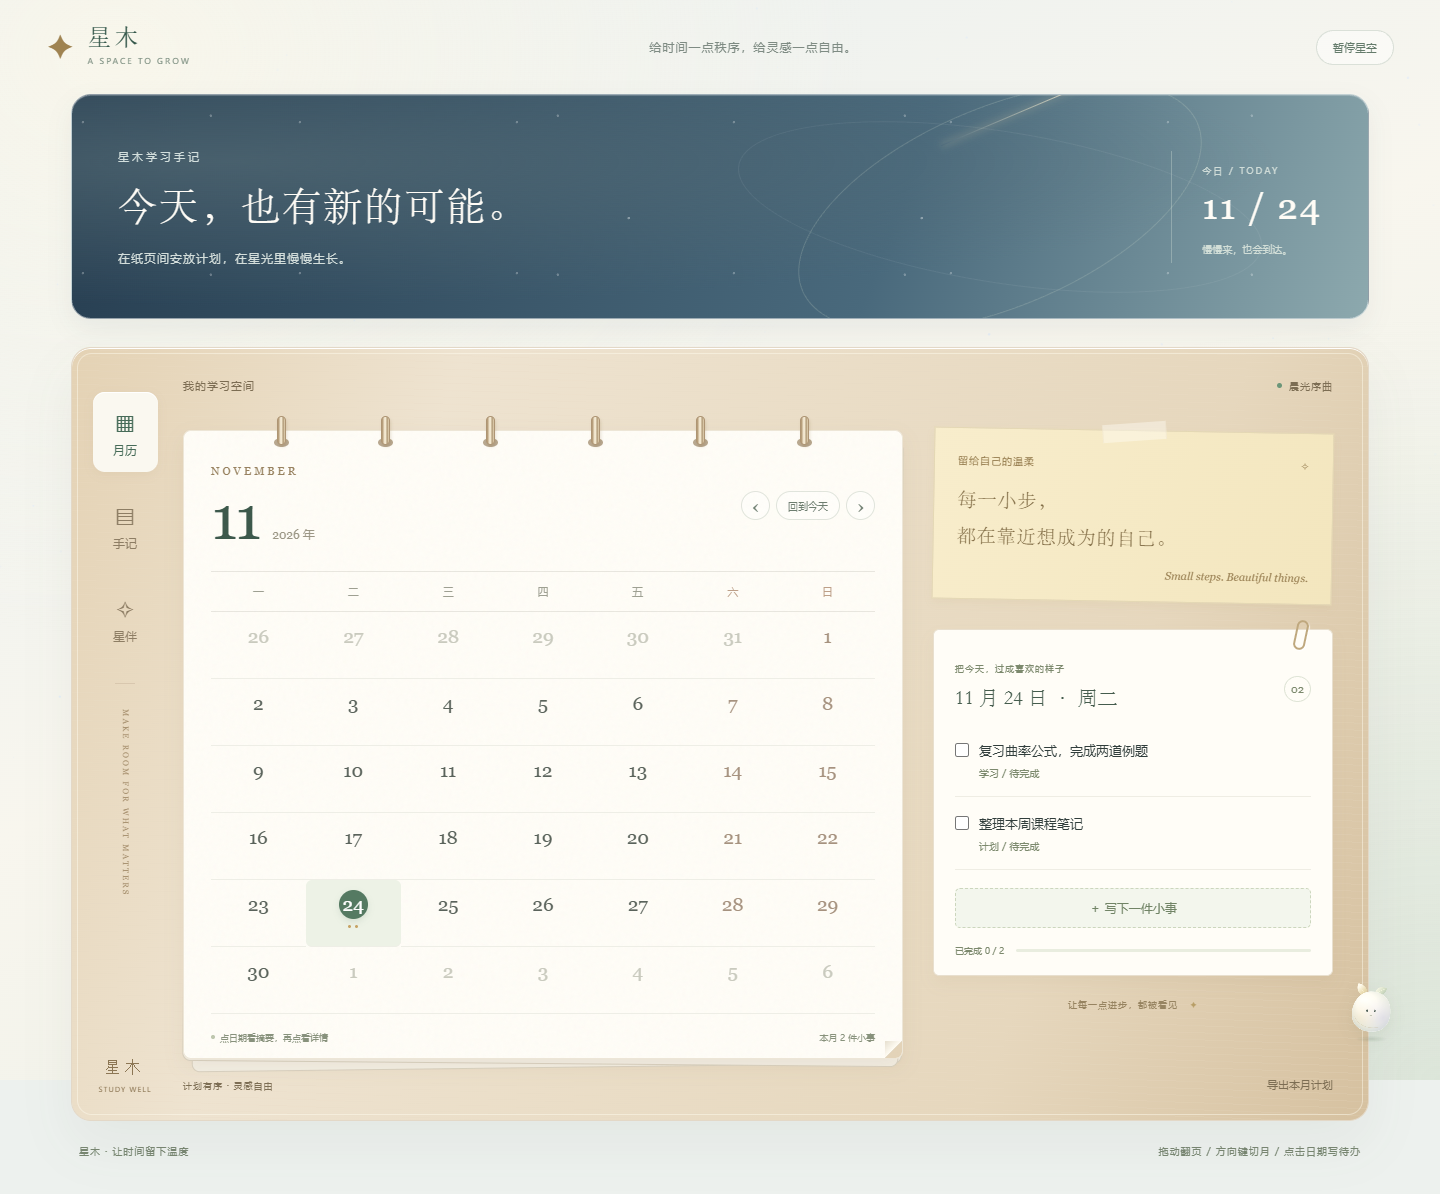 星木
A SPACE TO GROW
给时间一点秩序，给灵感一点自由。
暂停星空
星木学习手记
今天，也有新的可能。
在纸页间安放计划，在星光里慢慢生长。
今日 / TODAY
11 / 24
慢慢来，也会到达。
我的学习空间
晨光序曲
月历
手记
星伴
MAKE ROOM FOR WHAT MATTERS
星木
STUDY WELL
NOVEMBER
11 2026 年
‹ 回到今天 ›
一 二 三 四 五 六 日
26 27 28 29 30 31 1
2 3 4 5 6 7 8
9 10 11 12 13 14 15
16 17 18 19 20 21 22
23 24 25 26 27 28 29
30 1 2 3 4 5 6
点日期看摘要，再点看详情
本月 2 件小事
计划有序 · 灵感自由
留给自己的温柔
每一小步，
都在靠近想成为的自己。
Small steps. Beautiful things.
把今天，过成喜欢的样子
11 月 24 日 · 周二
02
复习曲率公式，完成两道例题
学习 / 待完成
整理本周课程笔记
计划 / 待完成
+ 写下一件小事
已完成 0 / 2
让每一点进步，都被看见
导出本月计划
星木 · 让时间留下温度
拖动翻页 / 方向键切月 / 点击日期写待办